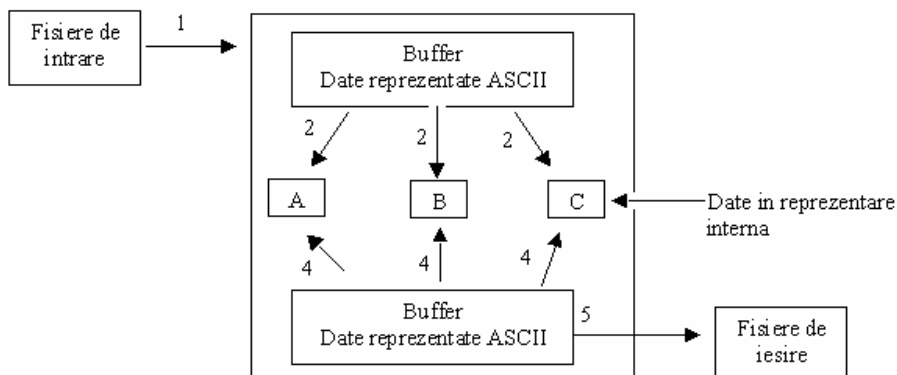 Fisiere de
intrare
1
Buffer
Date reprezentate ASCII
2
2
2
A
B
C
Date in reprezentare
interna
4
4
4
Buffer
Date reprezentate ASCII
5
Fisiere de
iesire